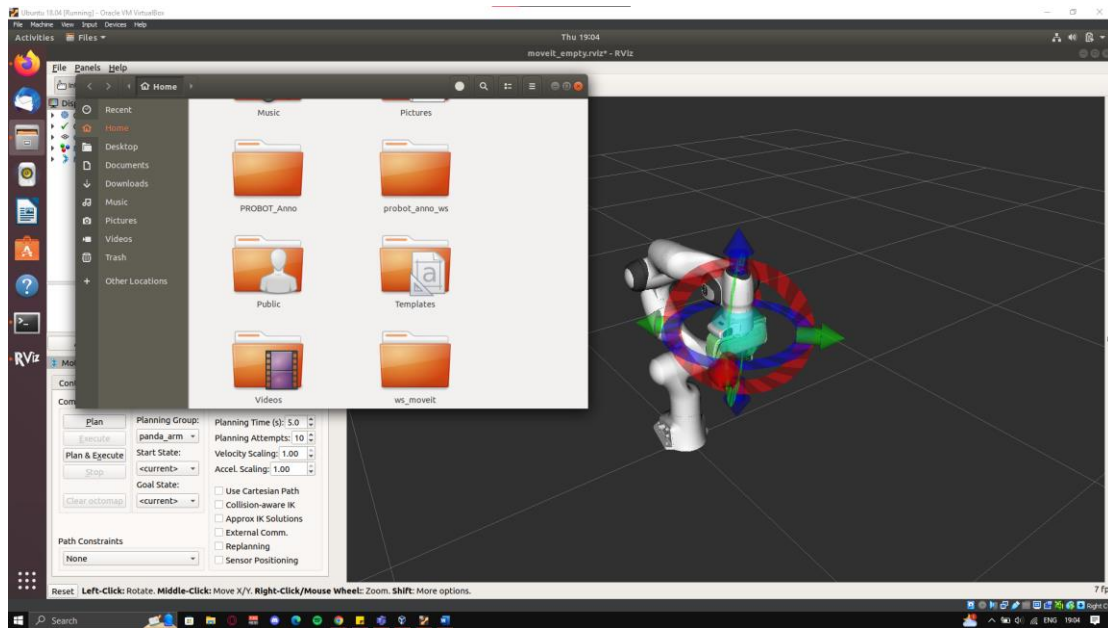 Ubuntu 18.04 [Running] - Oracle VM VirtualBox
File Machine View Input Devices Help
Activities Files Thu 19:04
moveit_empty.rviz* - RViz
File Panels Help
Home
Recent
Home
Desktop
Documents
Downloads
Music
Pictures
Videos
Trash
Other Locations
Music Pictures
PROBOT_Anno probot_anno_ws
Public Templates
Videos ws_moveit
RViz
Plan
Execute
Plan & Execute
Stop
Clear octomap
Planning Group:
panda_arm
Start State:
<current>
Goal State:
<current>
Planning Time (s): 5.0
Planning Attempts: 10
Velocity Scaling: 1.00
Accel. Scaling: 1.00
Use Cartesian Path
Collision-aware IK
Approx IK Solutions
External Comm.
Replanning
Sensor Positioning
Path Constraints
None
Reset Left-Click: Rotate. Middle-Click: Move X/Y. Right-Click/Mouse Wheel: Zoom. Shift: More options. 7 fp
Right C
Search ENG 19:04